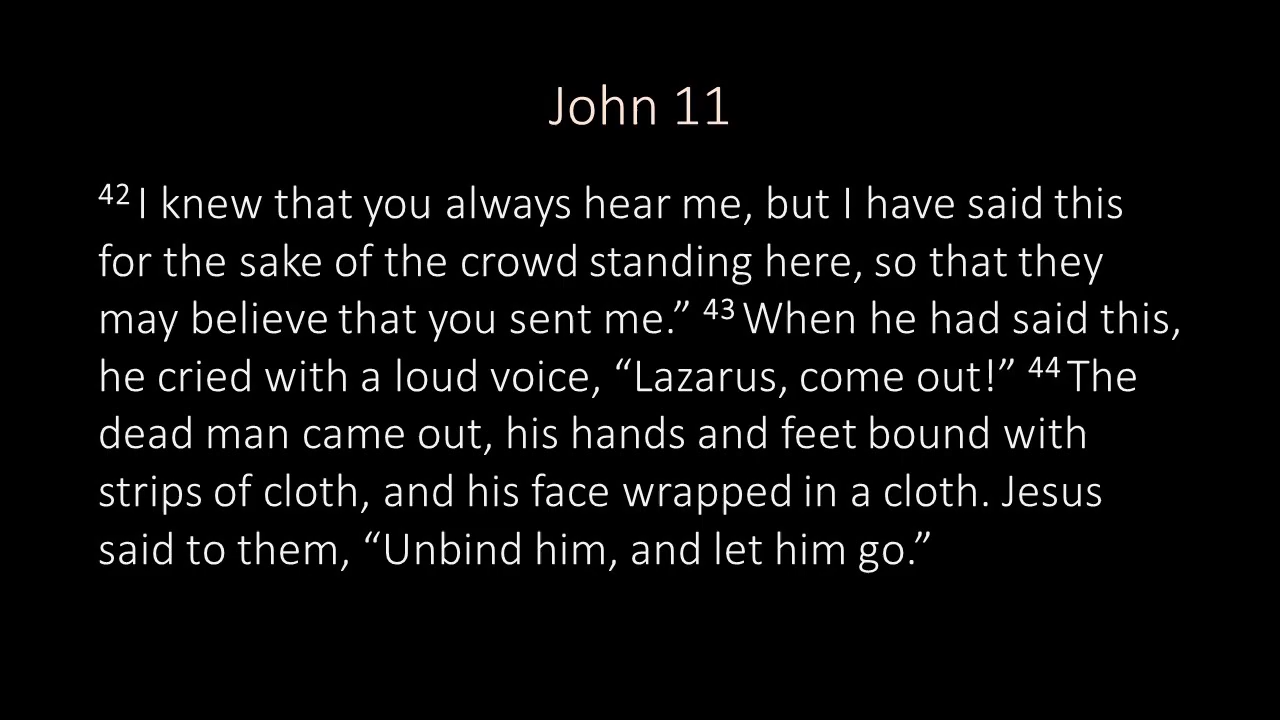 John 11
⁴² I knew that you always hear me, but I have said this
for the sake of the crowd standing here, so that they
may believe that you sent me.” ⁴³ When he had said this,
he cried with a loud voice, “Lazarus, come out!” ⁴⁴ The
dead man came out, his hands and feet bound with
strips of cloth, and his face wrapped in a cloth. Jesus
said to them, “Unbind him, and let him go.”